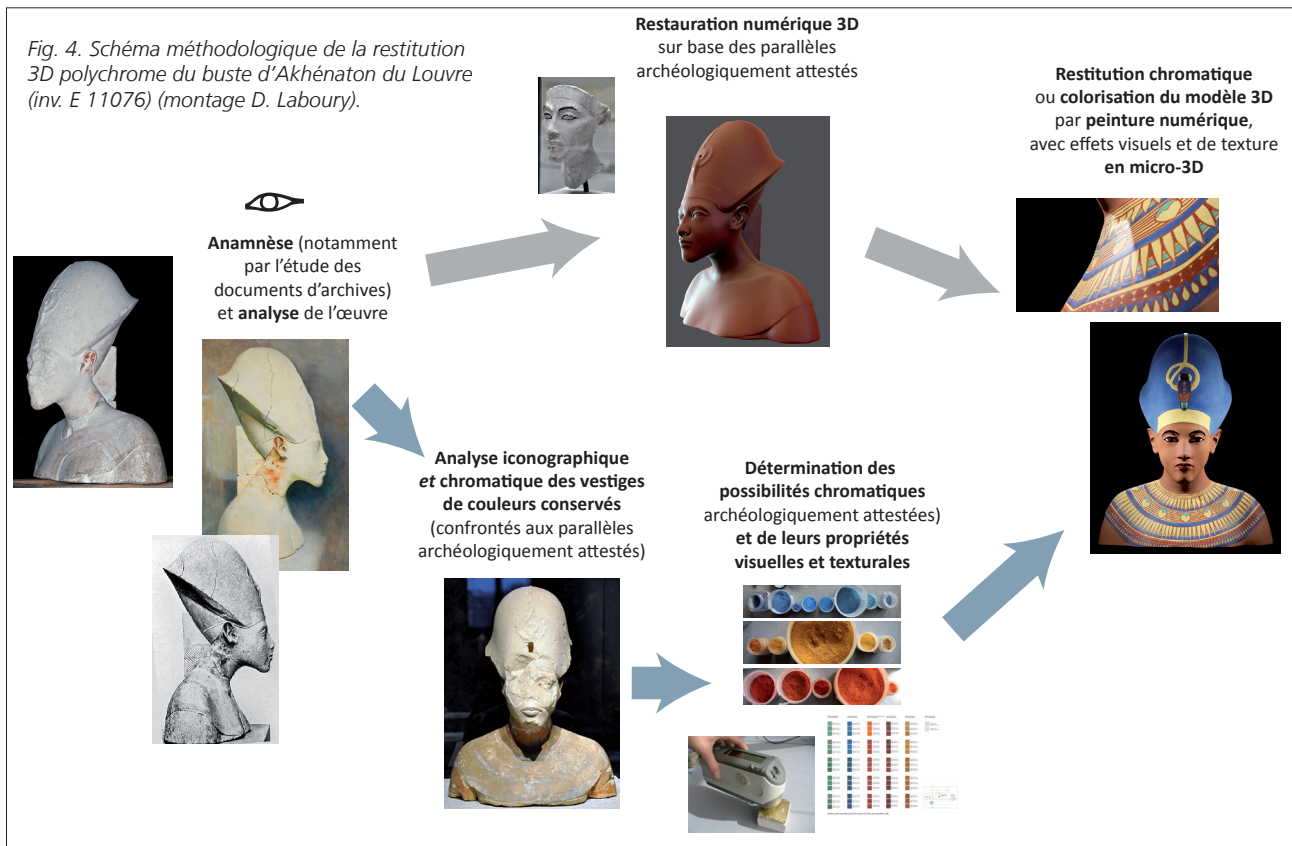 Fig. 4. Schéma méthodologique de la restitution
3D polychrome du buste d’Akhénaton du Louvre
(inv. E 11076) (montage D. Laboury).
Anamnèse (notamment
par l’étude des
documents d’archives)
et analyse de l’œuvre
Restauration numérique 3D
sur base des parallèles
archéologiquement attestés
Restitution chromatique
ou colorisation du modèle 3D
par peinture numérique,
avec effets visuels et de texture
en micro-3D
Analyse iconographique
et chromatique des vestiges
de couleurs conservés
(confrontés aux parallèles
archéologiquement attestés)
Détermination des
possibilités chromatiques
archéologiquement attestées)
et de leurs propriétés
visuelles et texturales